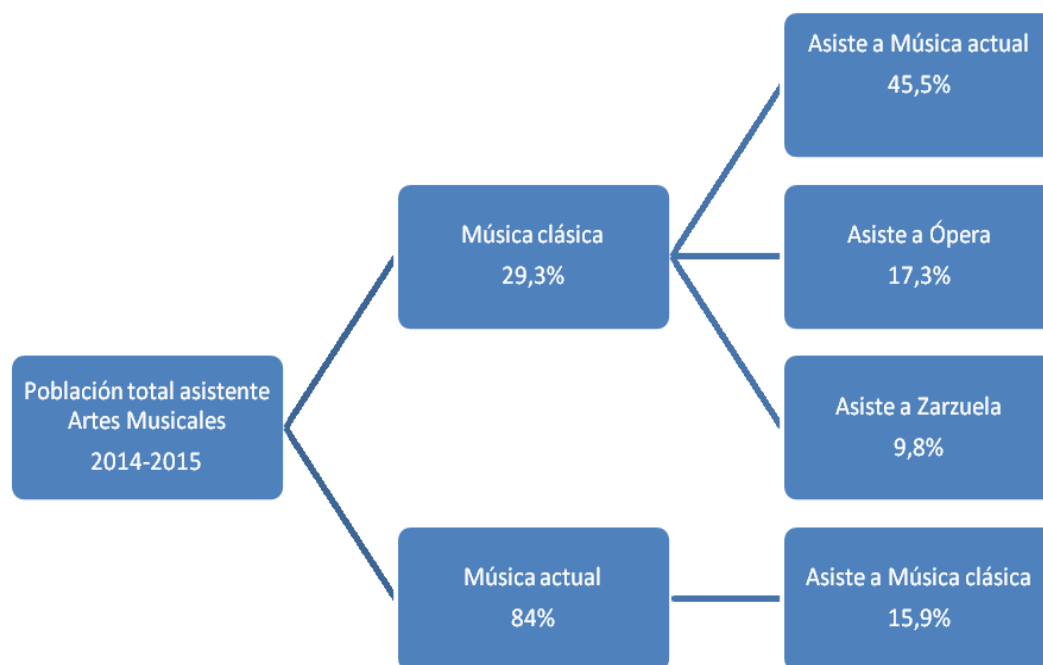 Población total asistente
Artes Musicales
2014-2015
Música clásica
29,3%
Asiste a Música actual
45,5%
Asiste a Ópera
17,3%
Asiste a Zarzuela
9,8%
Música actual
84%
Asiste a Música clásica
15,9%